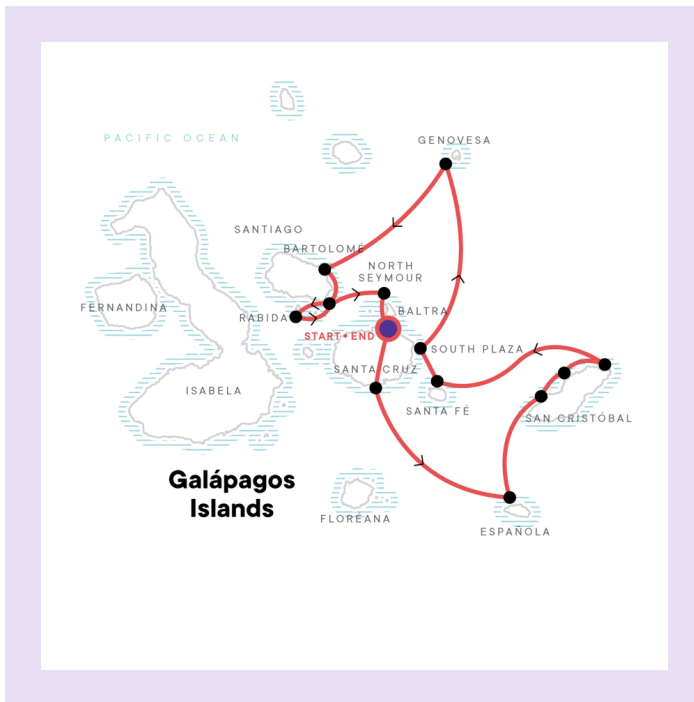 PACIFIC OCEAN
GENOVESA
SANTIAGO
BARTOLOMÉ
NORTH
SEYMOUR
FERNANDINA
RABIDA
BALTRA
START•END
SOUTH PLAZA
SANTA CRUZ
ISABELA
SANTA FÉ
SAN CRISTÓBAL
Galápagos
Islands
FLOREANA
ESPAÑOLA